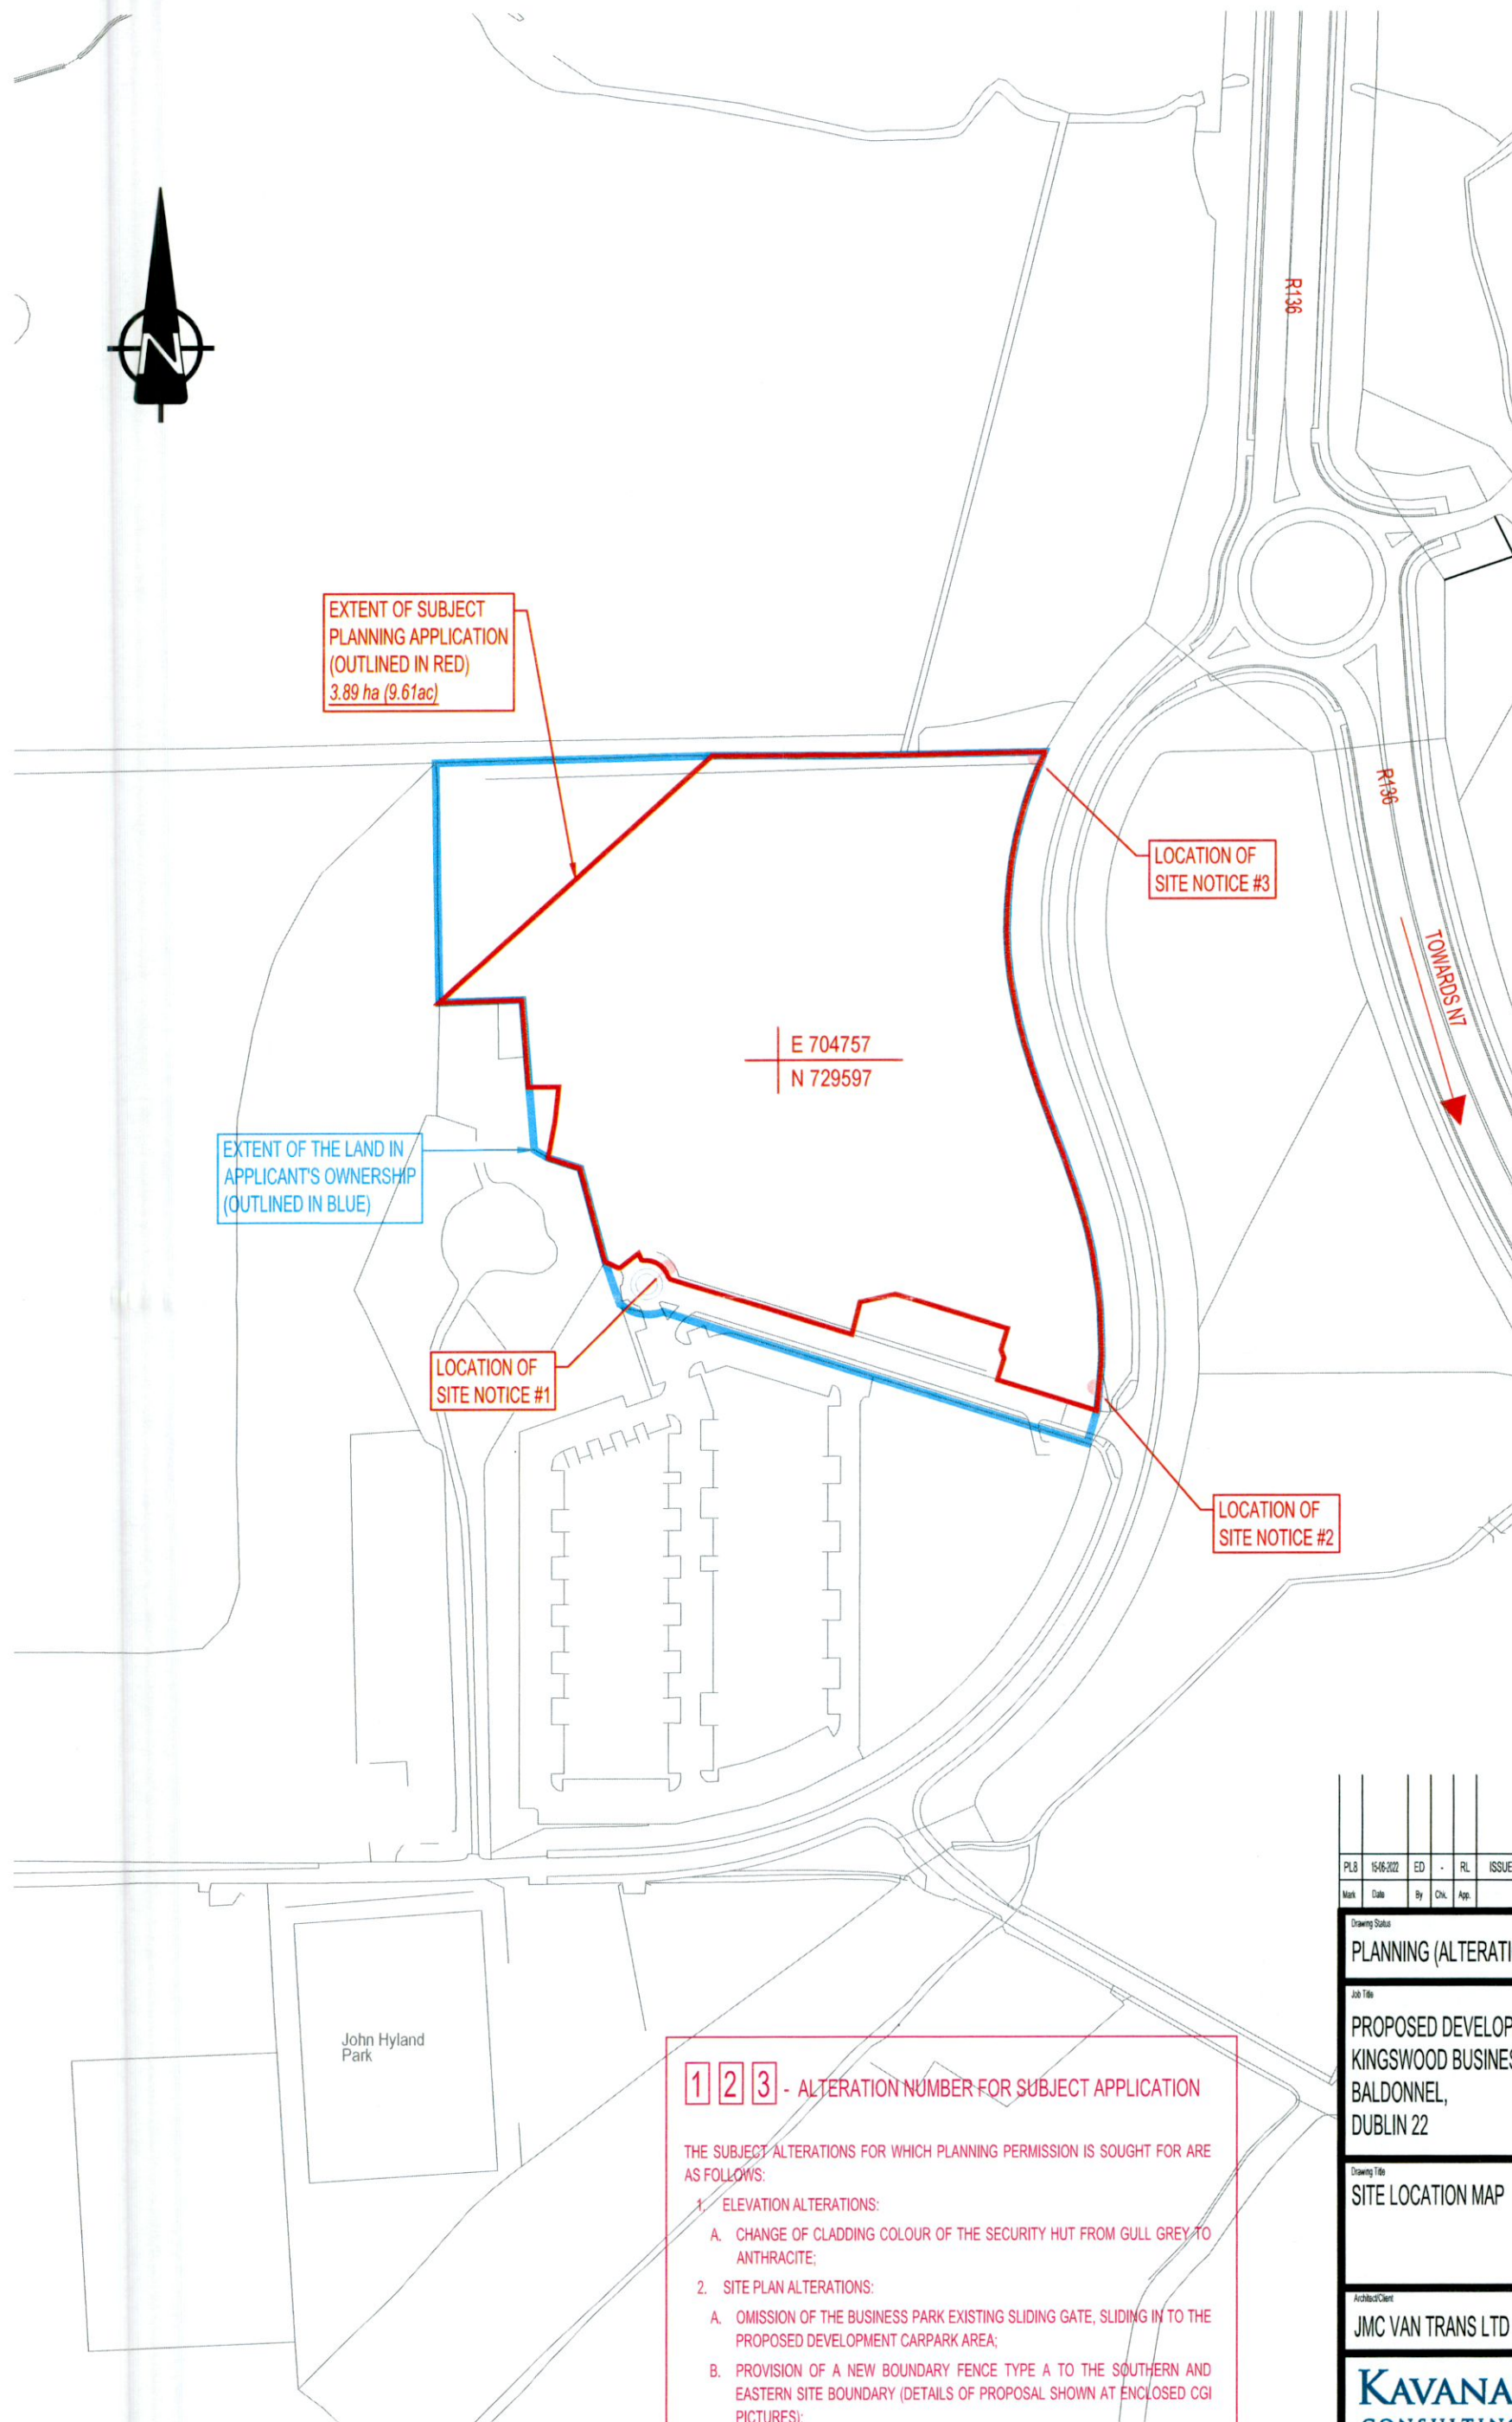 N
R136
EXTENT OF SUBJECT
PLANNING APPLICATION
(OUTLINED IN RED)
3.89 ha (9.61ac)
R136
LOCATION OF
SITE NOTICE #3
TOWARDS N7
E 704757
N 729597
EXTENT OF THE LAND IN
APPLICANT'S OWNERSHIP
(OUTLINED IN BLUE)
LOCATION OF
SITE NOTICE #1
LOCATION OF
SITE NOTICE #2
John Hyland
Park
1 2 3 - ALTERATION NUMBER FOR SUBJECT APPLICATION
THE SUBJECT ALTERATIONS FOR WHICH PLANNING PERMISSION IS SOUGHT FOR ARE
AS FOLLOWS:
1. ELEVATION ALTERATIONS:
A. CHANGE OF CLADDING COLOUR OF THE SECURITY HUT FROM GULL GREY TO
ANTHRACITE;
2. SITE PLAN ALTERATIONS:
A. OMISSION OF THE BUSINESS PARK EXISTING SLIDING GATE, SLIDING IN TO THE
PROPOSED DEVELOPMENT CARPARK AREA;
B. PROVISION OF A NEW BOUNDARY FENCE TYPE A TO THE SOUTHERN AND
EASTERN SITE BOUNDARY (DETAILS OF PROPOSAL SHOWN AT ENCLOSED CGI
PICTURES);
PL8 15-06-2022 ED - RL ISSUE
Mark Date By Chk. App.
Drawing Status
PLANNING (ALTERATI
Job Title
PROPOSED DEVELOP
KINGSWOOD BUSINES
BALDONNEL,
DUBLIN 22
Drawing Title
SITE LOCATION MAP
Architect/Client
JMC VAN TRANS LTD
KAVANA
CONSULTING